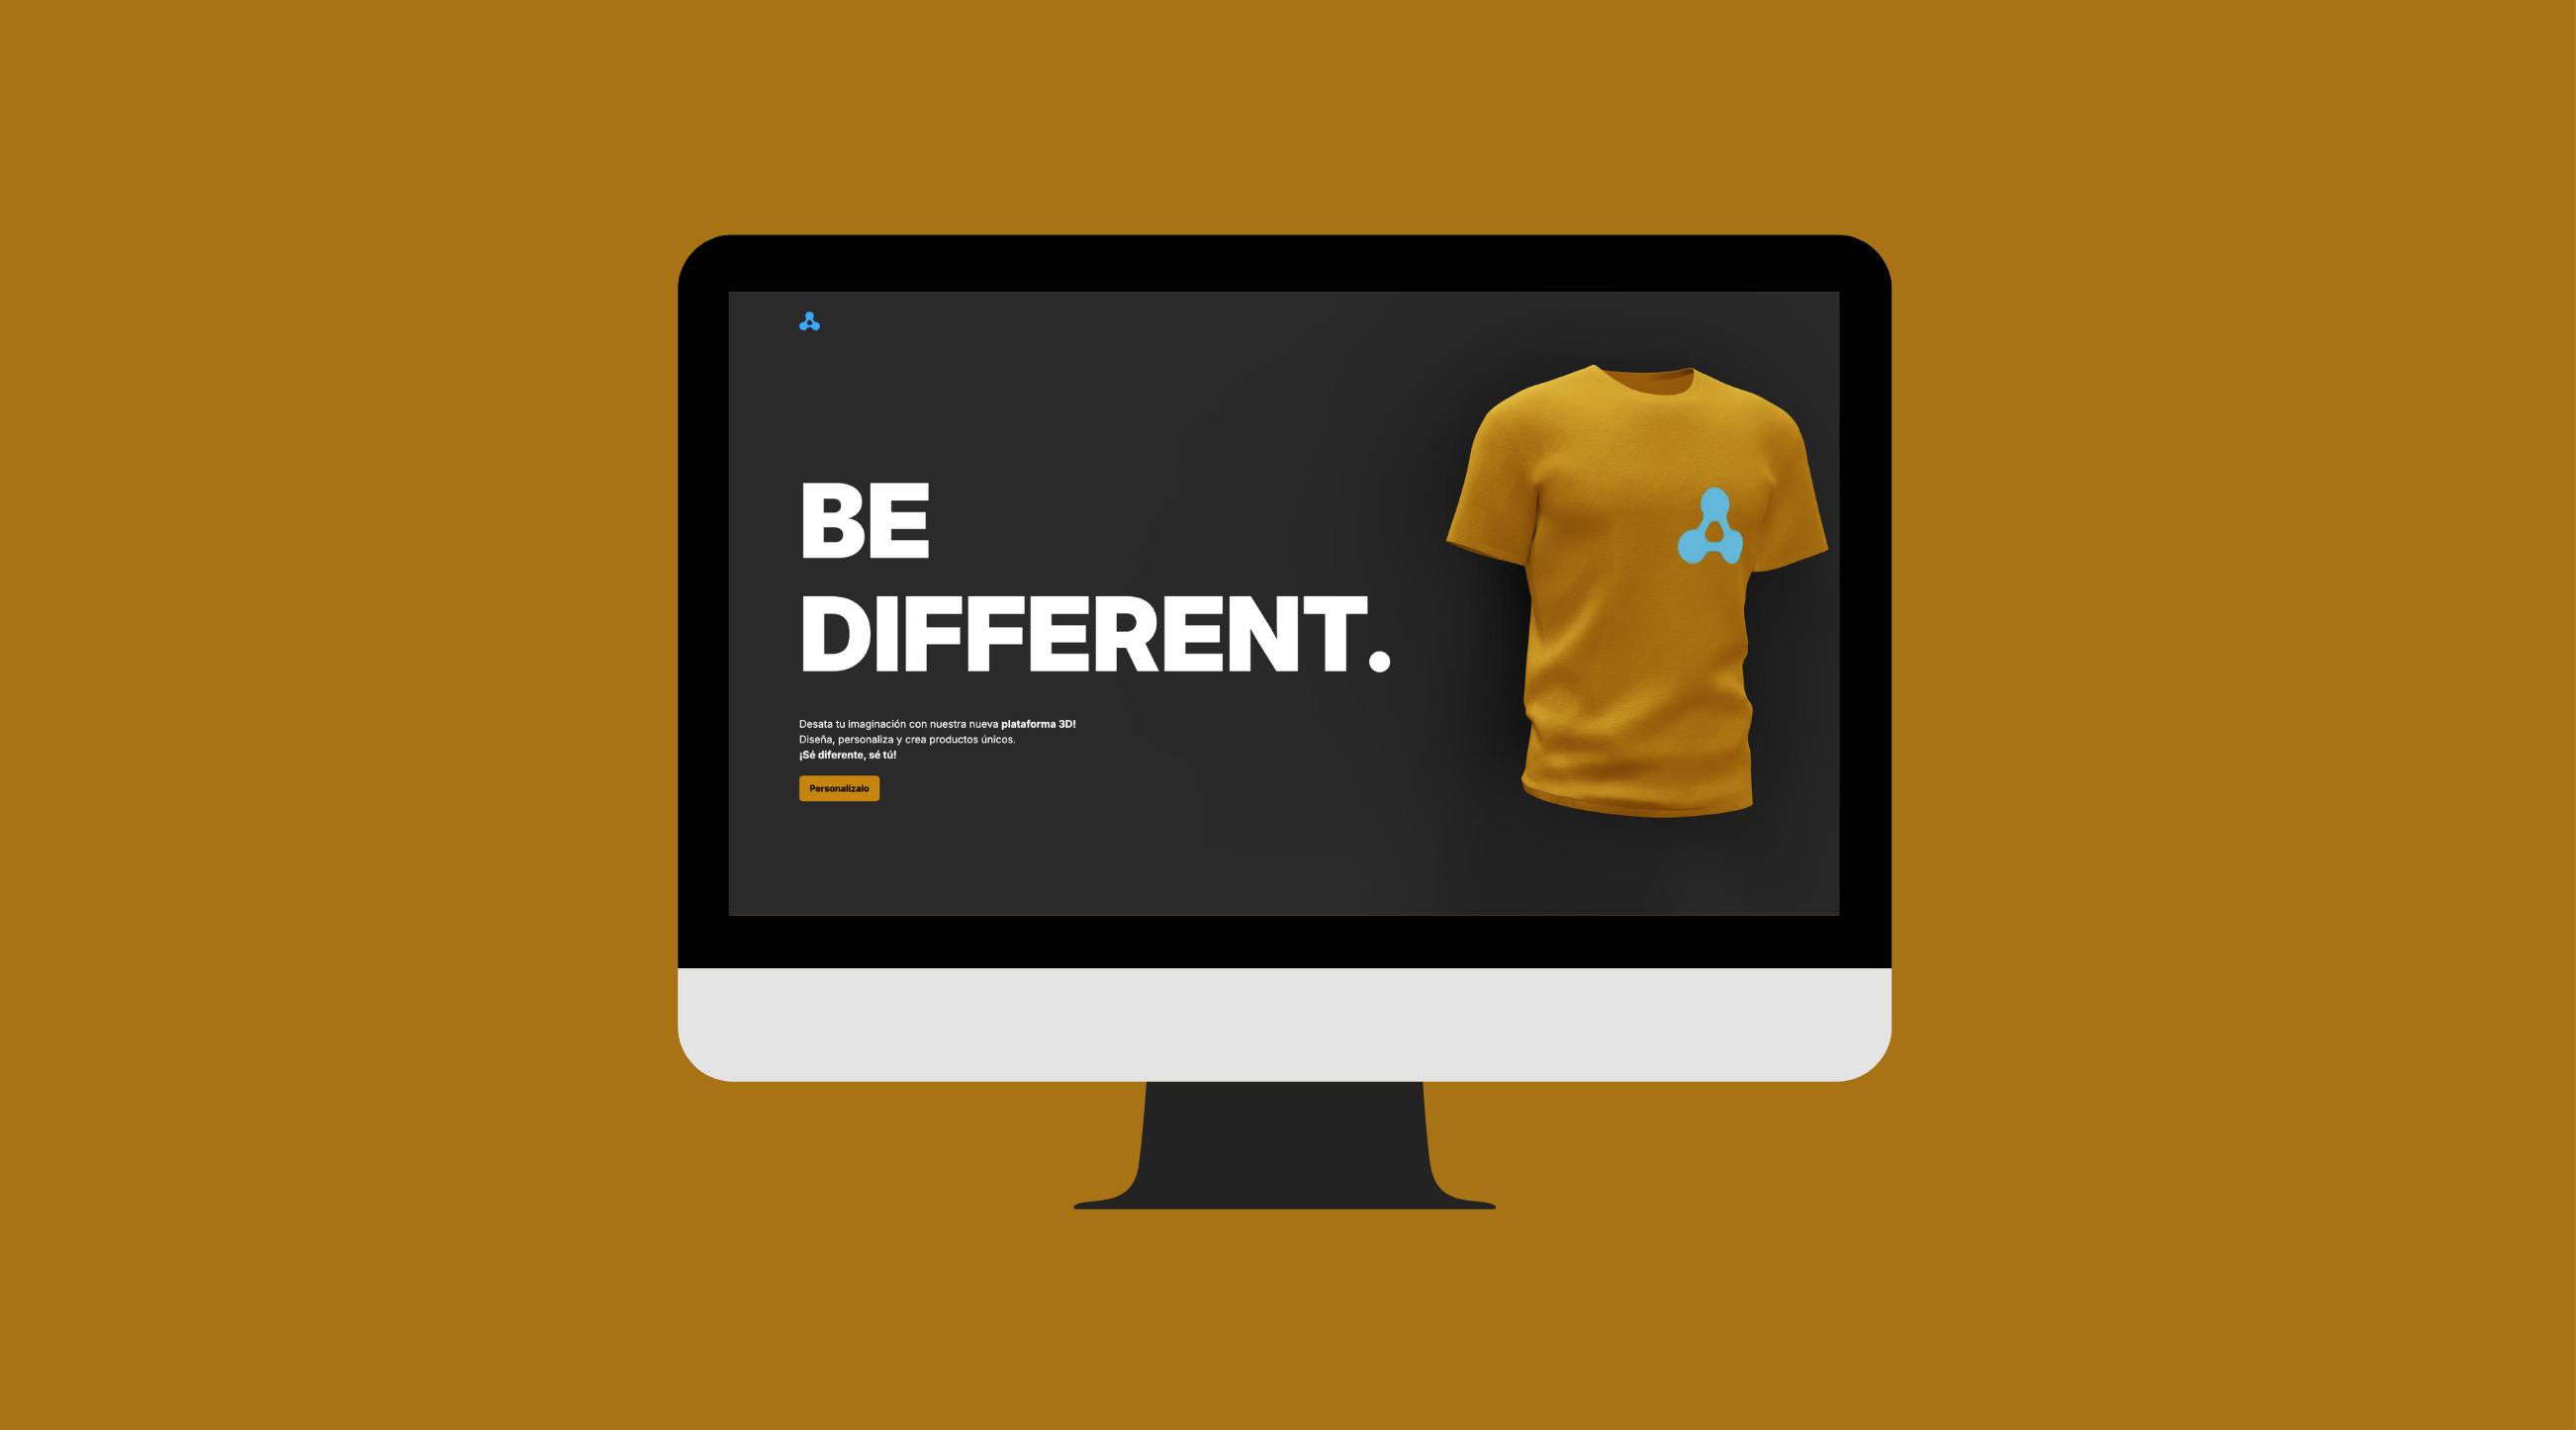 BE
DIFFERENT.
Desata tu imaginación con nuestra nueva plataforma 3D!
Diseña, personaliza y crea productos únicos.
¡Sé diferente, sé tú!
Personalízalo